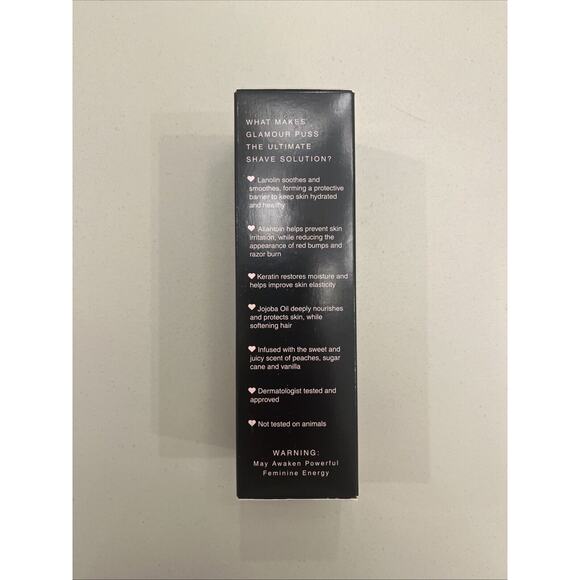 WHAT MAKES
GLAMOUR PUSS
THE ULTIMATE
SHAVE SOLUTION?
Lanolin soothes and
smoothes, forming a protective
barrier to keep skin hydrated
and healthy
Allantoin helps prevent skin
irritation, while reducing the
appearance of red bumps and
razor burn
Keratin restores moisture and
helps improve skin elasticity
Jojoba Oil deeply nourishes
and protects skin, while
softening hair
Infused with the sweet and
juicy scent of peaches, sugar
cane and vanilla
Dermatologist tested and
approved
Not tested on animals
WARNING:
May Awaken Powerful
Feminine Energy